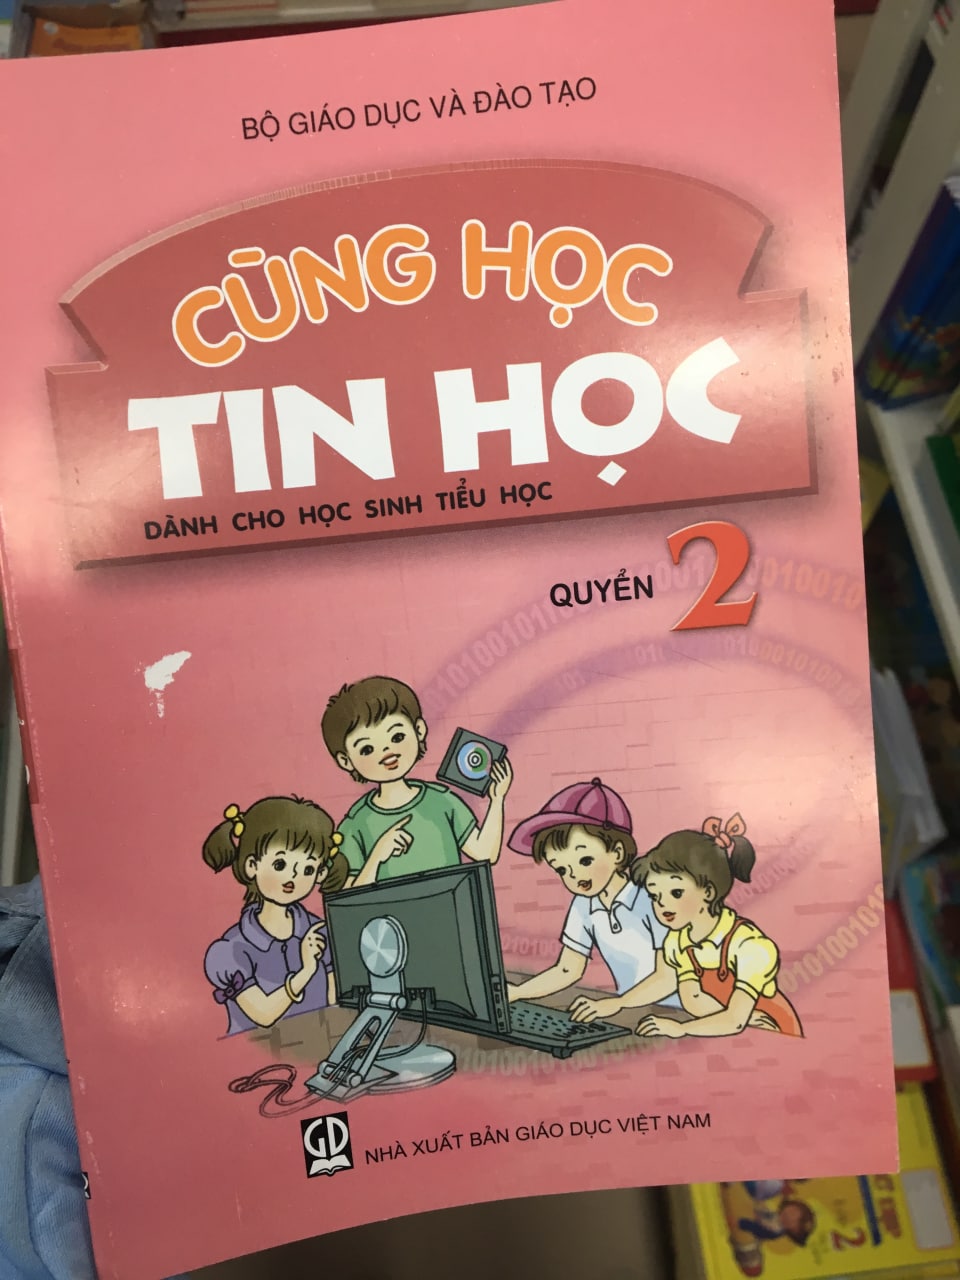 BỘ GIÁO DỤC VÀ ĐÀO TẠO
CÙNG HỌC
TIN HỌC
DÀNH CHO HỌC SINH TIỂU HỌC
QUYỂN 2
GD
NHÀ XUẤT BẢN GIÁO DỤC VIỆT NAM
2